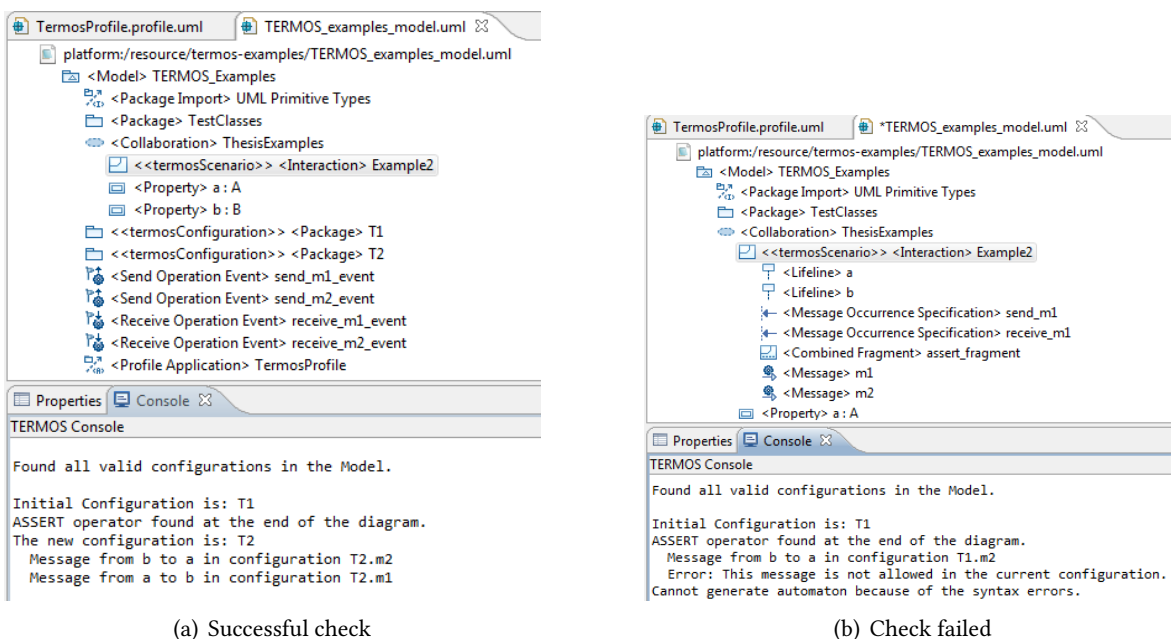 TermosProfile.profile.uml TERMOS_examples_model.uml
platform:/resource/termos-examples/TERMOS_examples_model.uml
<Model> TERMOS_Examples
<Package Import> UML Primitive Types
<Package> TestClasses
<Collaboration> ThesisExamples
<<termosScenario>> <Interaction> Example2
<Property> a : A
<Property> b : B
<<termosConfiguration>> <Package> T1
<<termosConfiguration>> <Package> T2
<Send Operation Event> send_m1_event
<Send Operation Event> send_m2_event
<Receive Operation Event> receive_m1_event
<Receive Operation Event> receive_m2_event
<Profile Application> TermosProfile
Properties Console
TERMOS Console
Found all valid configurations in the Model.
Initial Configuration is: T1
ASSERT operator found at the end of the diagram.
The new configuration is: T2
Message from b to a in configuration T2.m2
Message from a to b in configuration T2.m1
(a) Successful check
TermosProfile.profile.uml *TERMOS_examples_model.uml
platform:/resource/termos-examples/TERMOS_examples_model.uml
<Model> TERMOS_Examples
<Package Import> UML Primitive Types
<Package> TestClasses
<Collaboration> ThesisExamples
<<termosScenario>> <Interaction> Example2
<Lifeline> a
<Lifeline> b
<Message Occurrence Specification> send_m1
<Message Occurrence Specification> receive_m1
<Combined Fragment> assert_fragment
<Message> m1
<Message> m2
<Property> a : A
Properties Console
TERMOS Console
Found all valid configurations in the Model.
Initial Configuration is: T1
ASSERT operator found at the end of the diagram.
Message from b to a in configuration T1.m2
Error: This message is not allowed in the current configuration.
Cannot generate automaton because of the syntax errors.
(b) Check failed